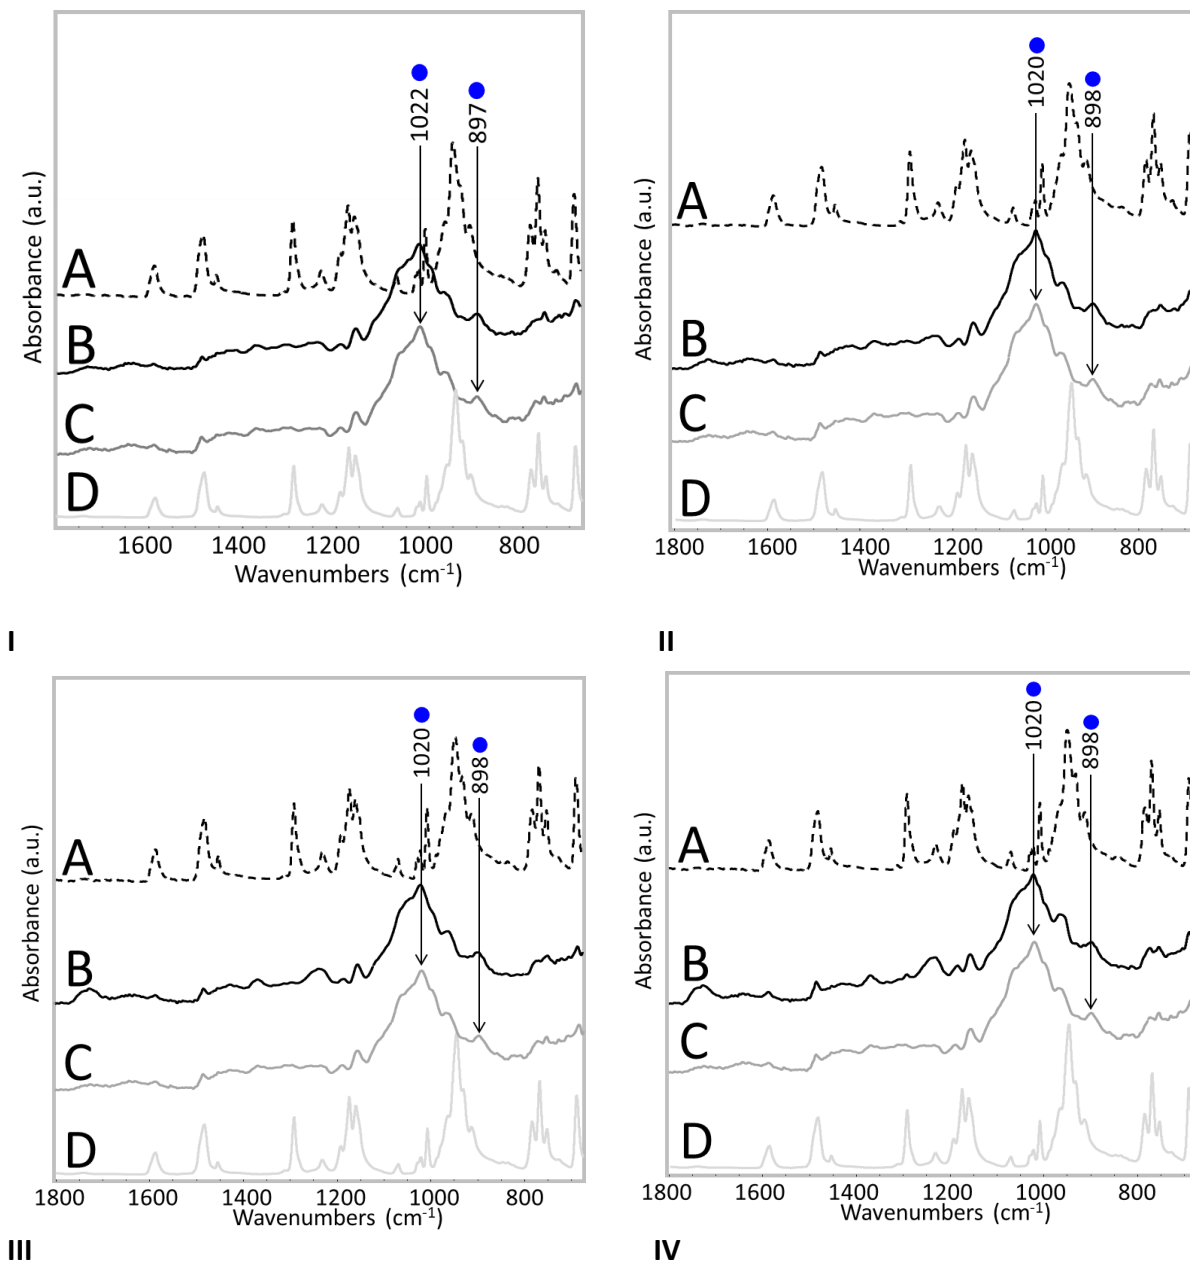 1022
897
Absorbance (a.u.)
A
B
C
D
1600 1400 1200 1000 800
Wavenumbers (cm-1)
I
1020
898
Absorbance (a.u.)
A
B
C
D
1800 1600 1400 1200 1000 800
Wavenumbers (cm-1)
II
1020
898
Absorbance (a.u.)
A
B
C
D
1800 1600 1400 1200 1000 800
Wavenumbers (cm-1)
III
1020
898
Absorbance (a.u.)
A
B
C
D
1800 1600 1400 1200 1000 800
Wavenumbers (cm-1)
IV